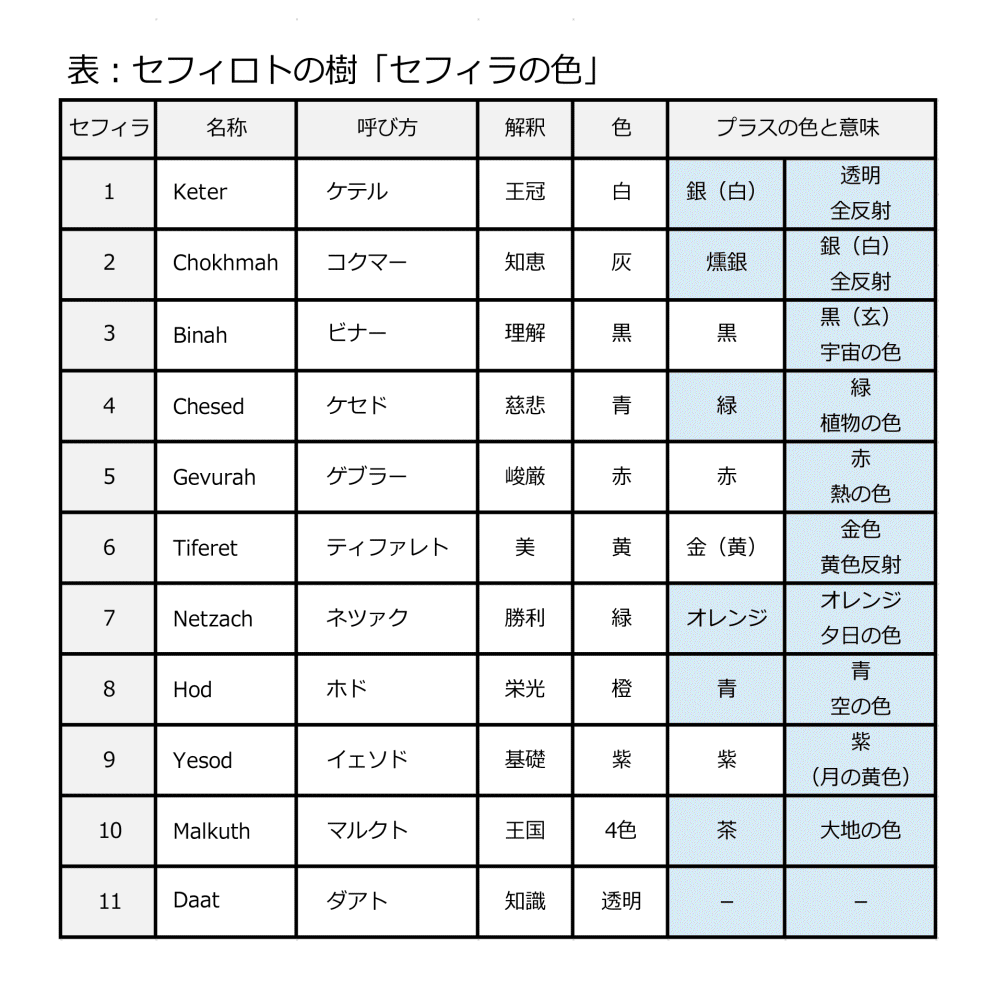 表：セフィロトの樹「セフィラの色」
セフィラ 名称 呼び方 解釈 色 プラスの色と意味
1 Keter ケテル 王冠 白 銀（白） 透明
全反射
2 Chokhmah コクマー 知恵 灰 燻銀 銀（白）
全反射
3 Binah ビナー 理解 黒 黒 黒（玄）
宇宙の色
4 Chesed ケセド 慈悲 青 緑 緑
植物の色
5 Gevurah ゲブラー 峻厳 赤 赤 赤
熱の色
6 Tiferet ティファレト 美 黄 金（黄） 金色
黄色反射
7 Netzach ネツァク 勝利 緑 オレンジ オレンジ
夕日の色
8 Hod ホド 栄光 橙 青 青
空の色
9 Yesod イェソド 基礎 紫 紫 紫
（月の黄色）
10 Malkuth マルクト 王国 4色 茶 大地の色
11 Daat ダアト 知識 透明 – –